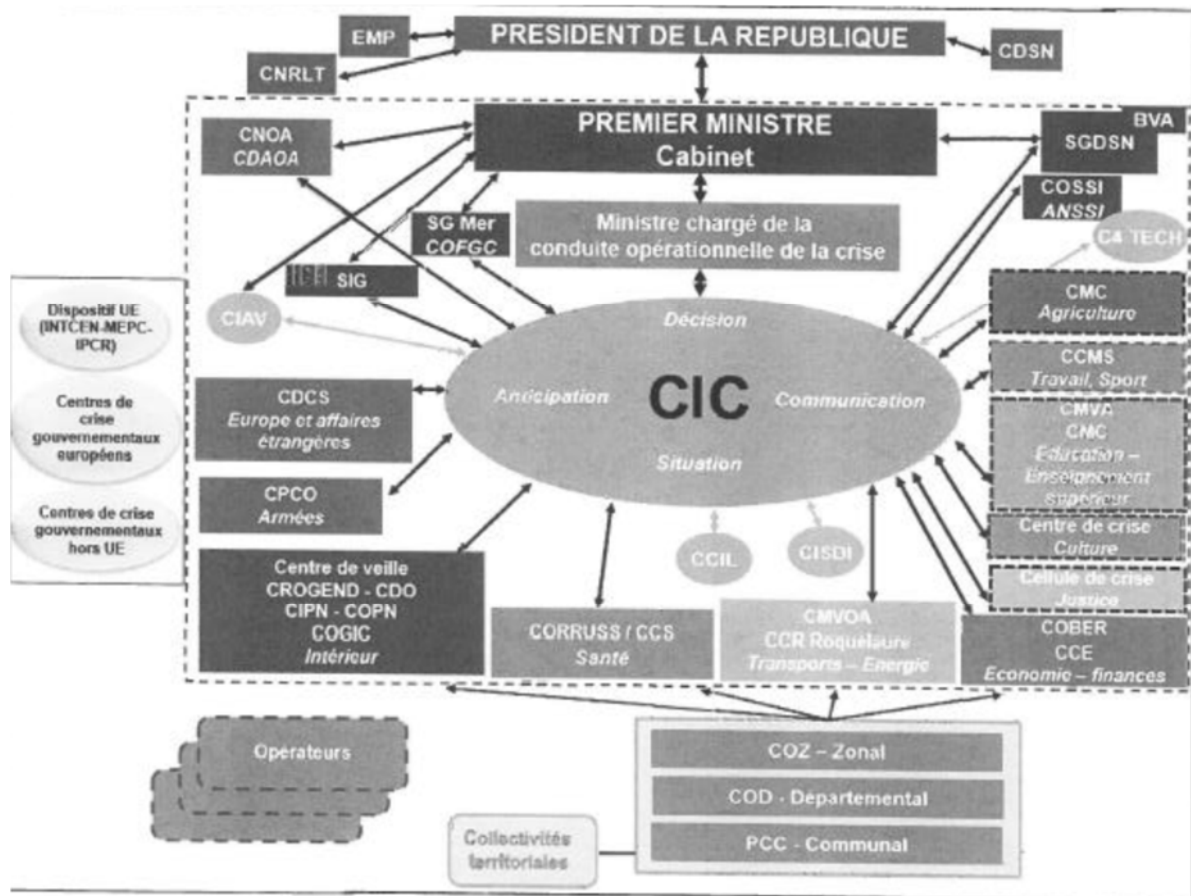 EMP
PRESIDENT DE LA REPUBLIQUE
CDSN
CNRLT
BVA
CNOA
CDAOA
PREMIER MINISTRE
Cabinet
SGDSN
COSSI
ANSSI
SG Mer
COFGC
Ministre chargé de la
conduite opérationnelle de la crise
C4 TECH
SIG
CIAV
Dispositif UE
(INTCEN-MEPC-
IPCR)
Centres de
crise
gouvernementaux
européens
Centres de crise
gouvernementaux
hors UE
Décision
Anticipation
CIC
Communication
Situation
CMC
Agriculture
CCMS
Travail, Sport
CMVA
CMC
Education –
Enseignement
supérieur
Centre de crise
Culture
Cellule de crise
Justice
CDCS
Europe et affaires
étrangères
CPCO
Armées
Centre de veille
CROGEND - CDO
CIPN - COPN
COGIC
Intérieur
CCIL
CISDI
CORRUSS / CCS
Santé
CMVOA
CCR Roquelaure
Transports – Energie
COBER
CCE
Economie – finances
Opérateurs
COZ – Zonal
COD - Départemental
PCC - Communal
Collectivités
territoriales